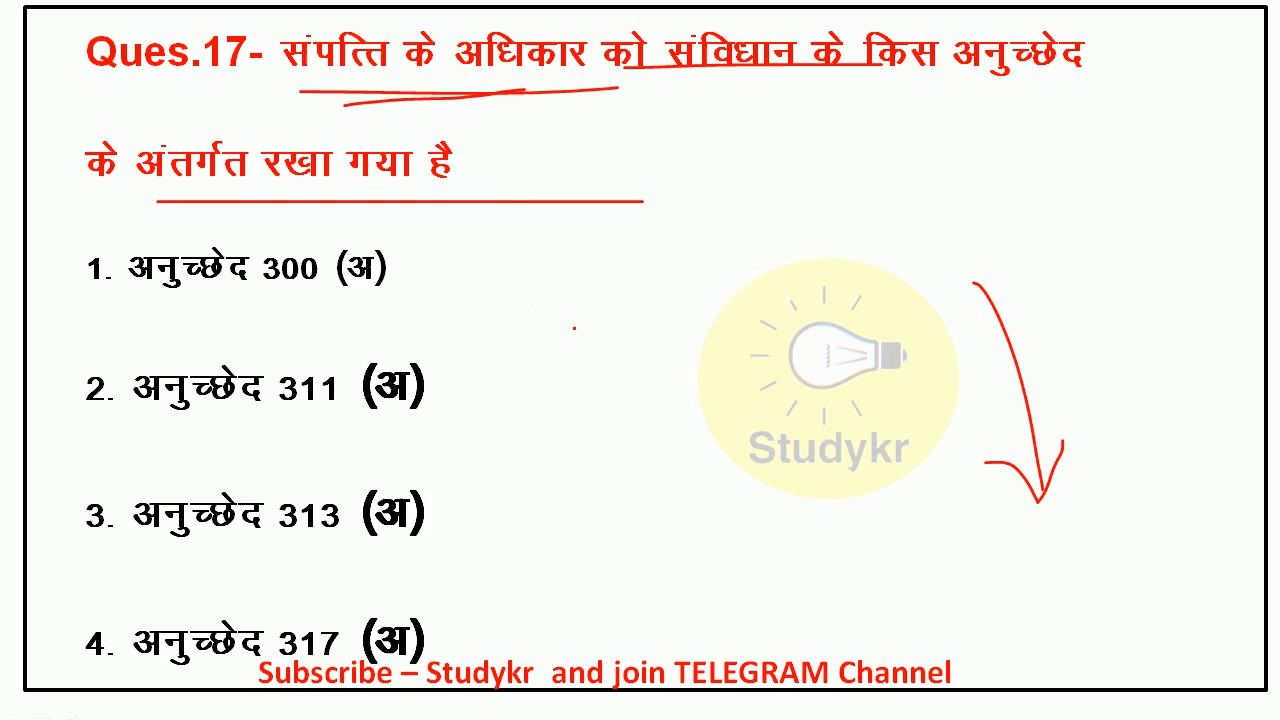 Ques.17- संपत्ति के अधिकार को संविधान के किस अनुच्छेद
के अंतर्गत रखा गया है
1. अनुच्छेद 300 (अ)
2. अनुच्छेद 311 (अ)
3. अनुच्छेद 313 (अ)
4. अनुच्छेद 317 (अ)
Studykr
Subscribe – Studykr and join TELEGRAM Channel